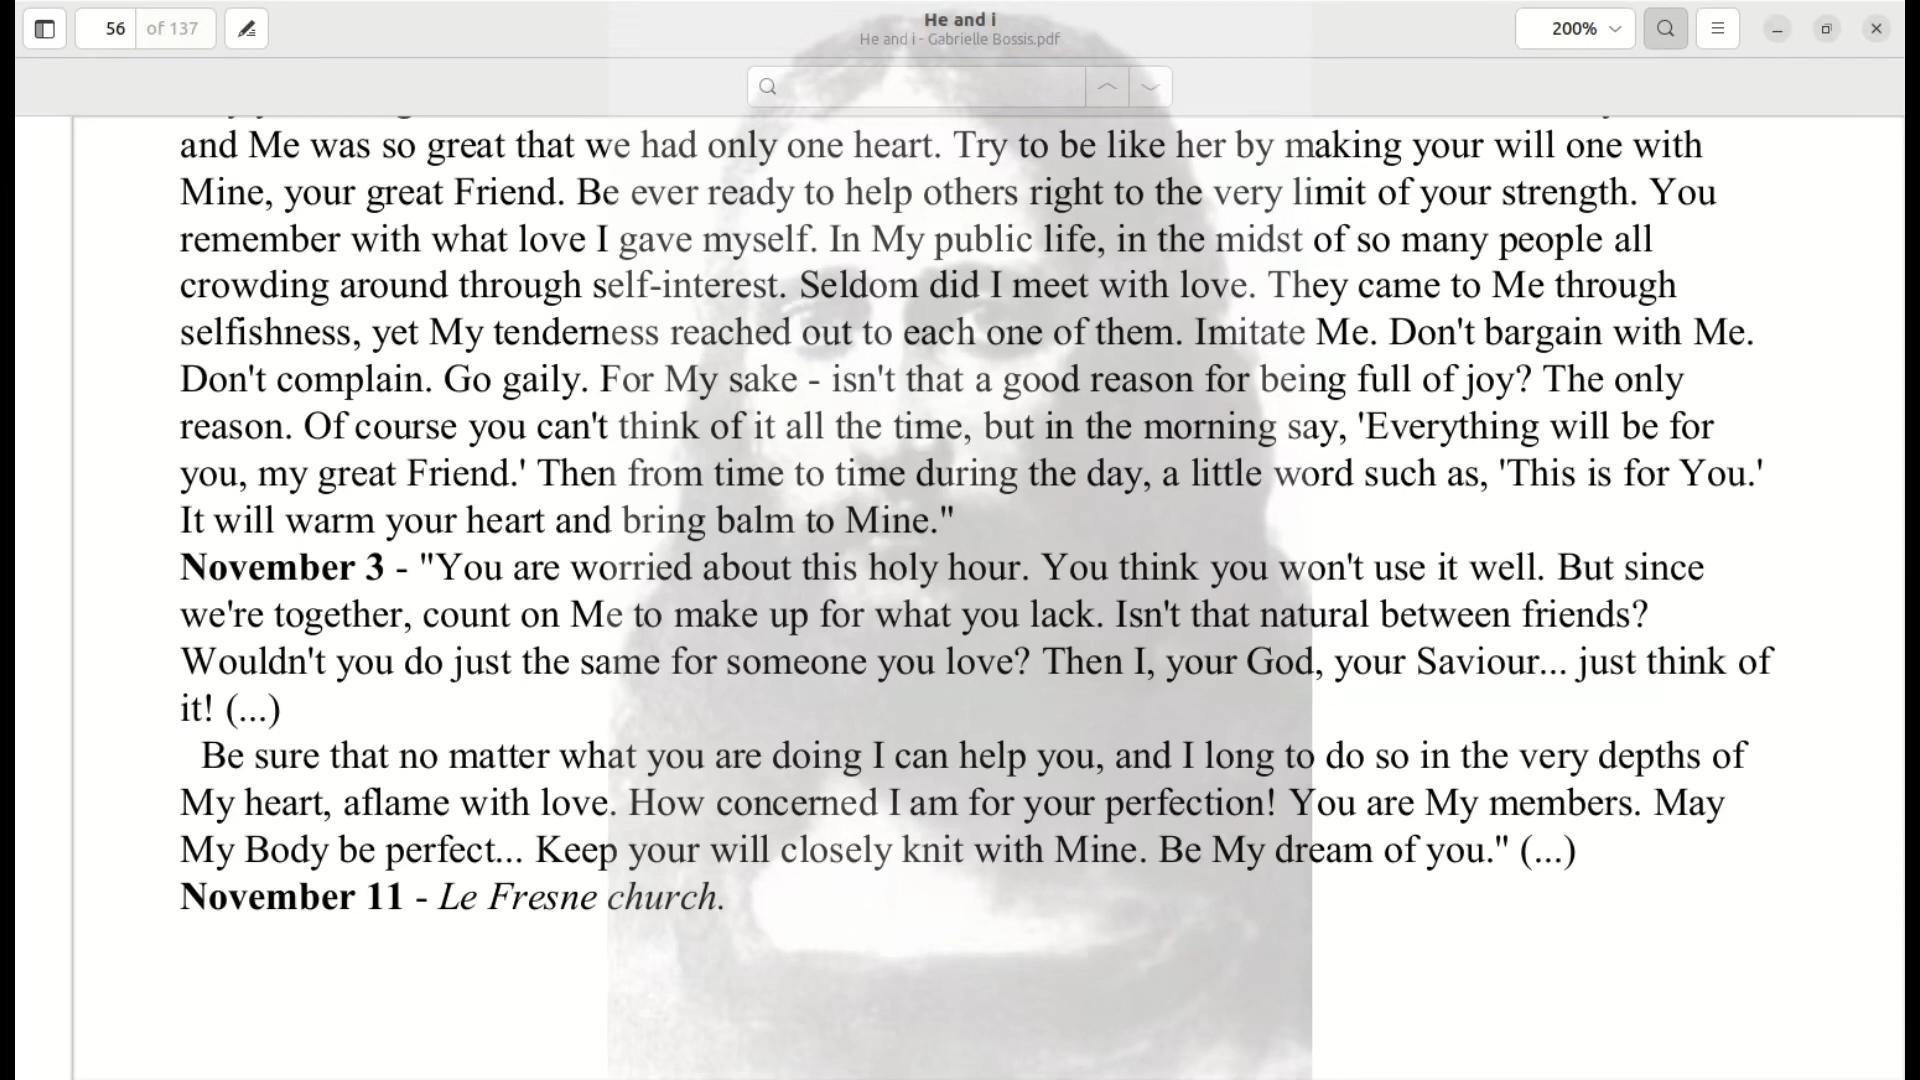 56 of 137
He and i
He and i - Gabrielle Bossis.pdf
200%
and Me was so great that we had only one heart. Try to be like her by making your will one with
Mine, your great Friend. Be ever ready to help others right to the very limit of your strength. You
remember with what love I gave myself. In My public life, in the midst of so many people all
crowding around through self-interest. Seldom did I meet with love. They came to Me through
selfishness, yet My tenderness reached out to each one of them. Imitate Me. Don't bargain with Me.
Don't complain. Go gaily. For My sake - isn't that a good reason for being full of joy? The only
reason. Of course you can't think of it all the time, but in the morning say, 'Everything will be for
you, my great Friend.' Then from time to time during the day, a little word such as, 'This is for You.'
It will warm your heart and bring balm to Mine."
November 3 - "You are worried about this holy hour. You think you won't use it well. But since
we're together, count on Me to make up for what you lack. Isn't that natural between friends?
Wouldn't you do just the same for someone you love? Then I, your God, your Saviour... just think of
it! (...)
Be sure that no matter what you are doing I can help you, and I long to do so in the very depths of
My heart, aflame with love. How concerned I am for your perfection! You are My members. May
My Body be perfect... Keep your will closely knit with Mine. Be My dream of you." (...)
November 11 - Le Fresne church.